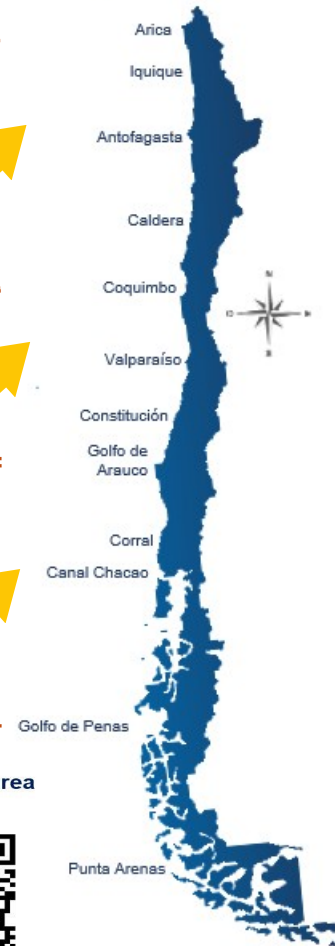 Arica
Iquique
Antofagasta
Caldera
Coquimbo
N
S
Valparaíso
Constitución
Golfo de
Arauco
Corral
Canal Chacao
Golfo de Penas
rea
Punta Arenas